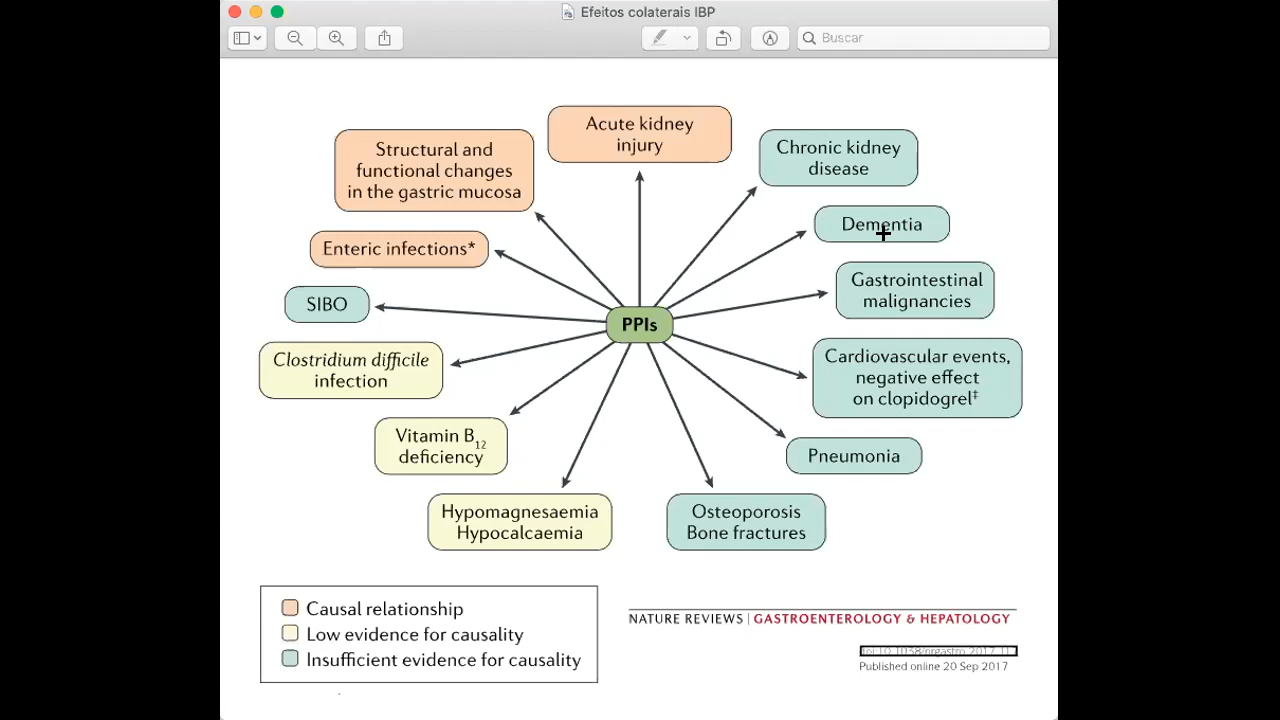 Efeitos colaterais IBP
Buscar
Acute kidney
injury
Structural and
functional changes
in the gastric mucosa
Chronic kidney
disease
Dementia
Enteric infections*
Gastrointestinal
malignancies
SIBO
PPIs
Clostridium difficile
infection
Cardiovascular events,
negative effect
on clopidogrel‡
Vitamin B12
deficiency
Pneumonia
Hypomagnesaemia
Hypocalcaemia
Osteoporosis
Bone fractures
Causal relationship
Low evidence for causality
Insufficient evidence for causality
NATURE REVIEWS | GASTROENTEROLOGY & HEPATOLOGY
Published online 20 Sep 2017